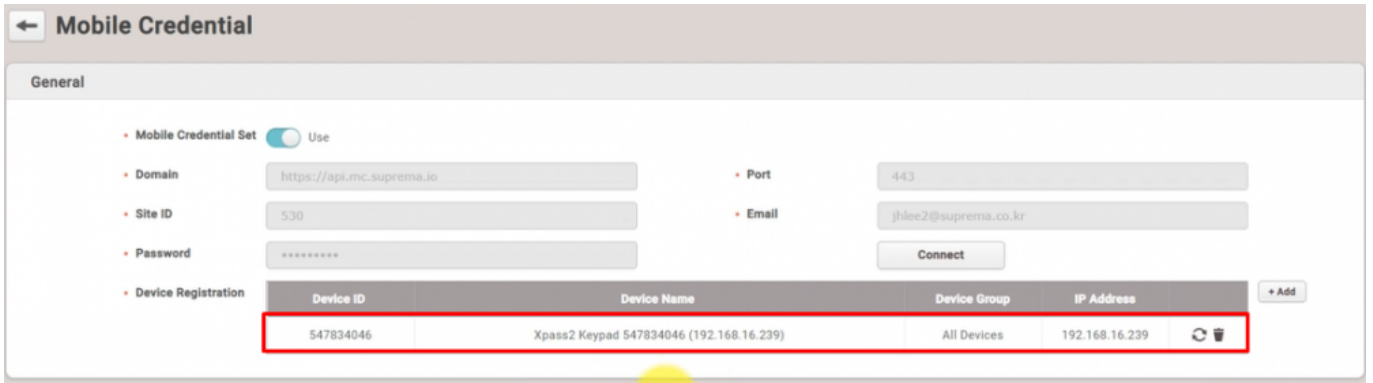 Mobile Credential
General
• Mobile Credential Set Use
• Domain https://api.mc.suprema.io • Port 443
• Site ID 530 • Email jhlee2@suprema.co.kr
• Password ••••••••• Connect
• Device Registration Device ID Device Name Device Group IP Address + Add
547834046 Xpass2 Keypad 547834046 (192.168.16.239) All Devices 192.168.16.239